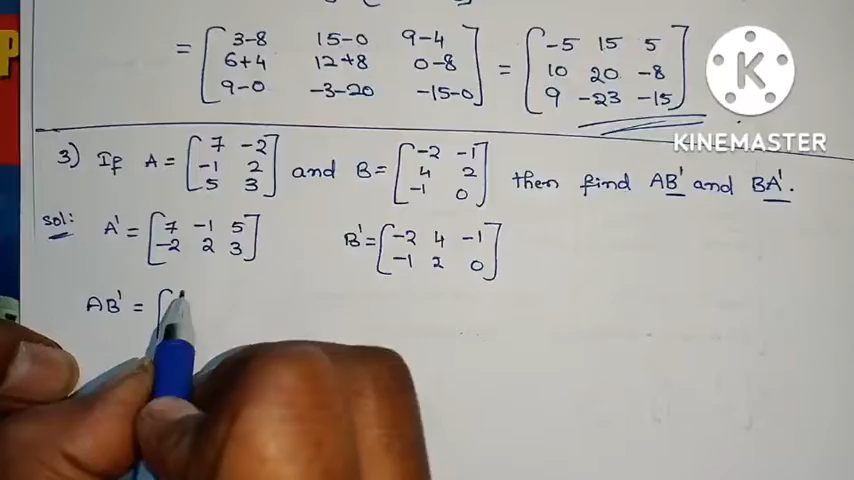 = [ 3-8 15-0 9-4 ] = [ -5 15 5 ]
6+4 12+8 0-8 10 20 -8
9-0 -3-20 -15-0 9 -23 -15
K
KINEMASTER
3) If A = [ 7 -2 ] and B = [ -2 -1 ] then find AB' and BA'.
-1 2 4 2
5 3 -1 0
Sol: A' = [ 7 -1 5 ] B' = [ -2 4 -1 ]
-2 2 3 -1 2 0
AB' = [